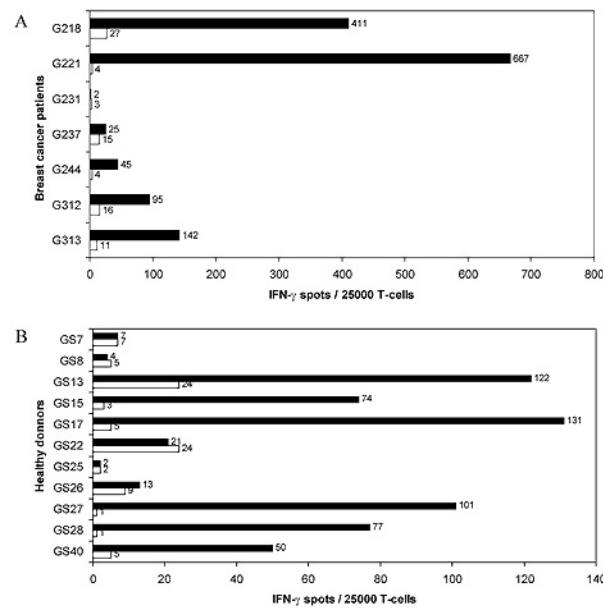 A
Breast cancer patients
G218
411
27
G221
667
4
G231
2
3
G237
25
15
G244
45
4
G312
95
16
G313
142
11
0 100 200 300 400 500 600 700 800
IFN-γ spots / 25000 T-cells
B
Healthy donnors
GS7
7
7
GS8
4
5
GS13
122
24
GS15
74
3
GS17
131
5
GS22
21
24
GS25
2
2
GS26
13
9
GS27
101
1
GS28
77
1
GS40
50
5
0 20 40 60 80 100 120 140
IFN-γ spots / 25000 T-cells